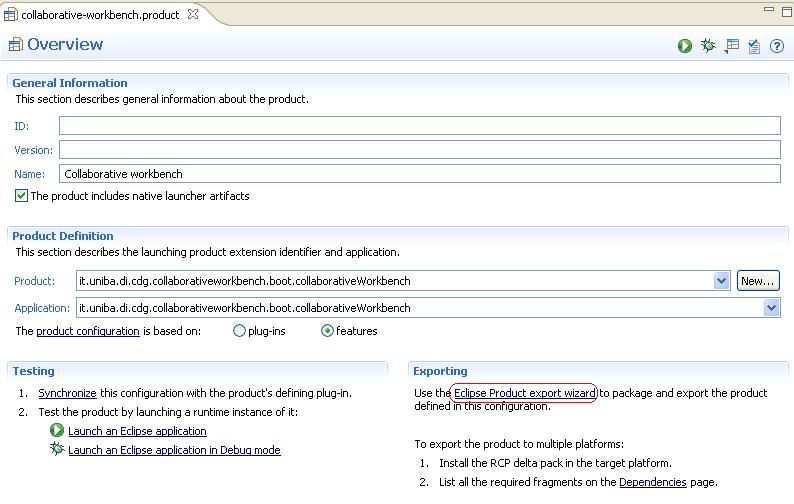 collaborative-workbench.product
Overview
General Information
This section describes general information about the product.
ID:
Version:
Name: Collaborative workbench
The product includes native launcher artifacts
Product Definition
This section describes the launching product extension identifier and application.
Product: it.uniba.di.cdg.collaborativeworkbench.boot.collaborativeWorkbench New...
Application: it.uniba.di.cdg.collaborativeworkbench.boot.collaborativeWorkbench
The product configuration is based on: plug-ins features
Testing
1. Synchronize this configuration with the product's defining plug-in.
2. Test the product by launching a runtime instance of it:
Launch an Eclipse application
Launch an Eclipse application in Debug mode
Exporting
Use the Eclipse Product export wizard to package and export the product
defined in this configuration.
To export the product to multiple platforms:
1. Install the RCP delta pack in the target platform.
2. List all the required fragments on the Dependencies page.